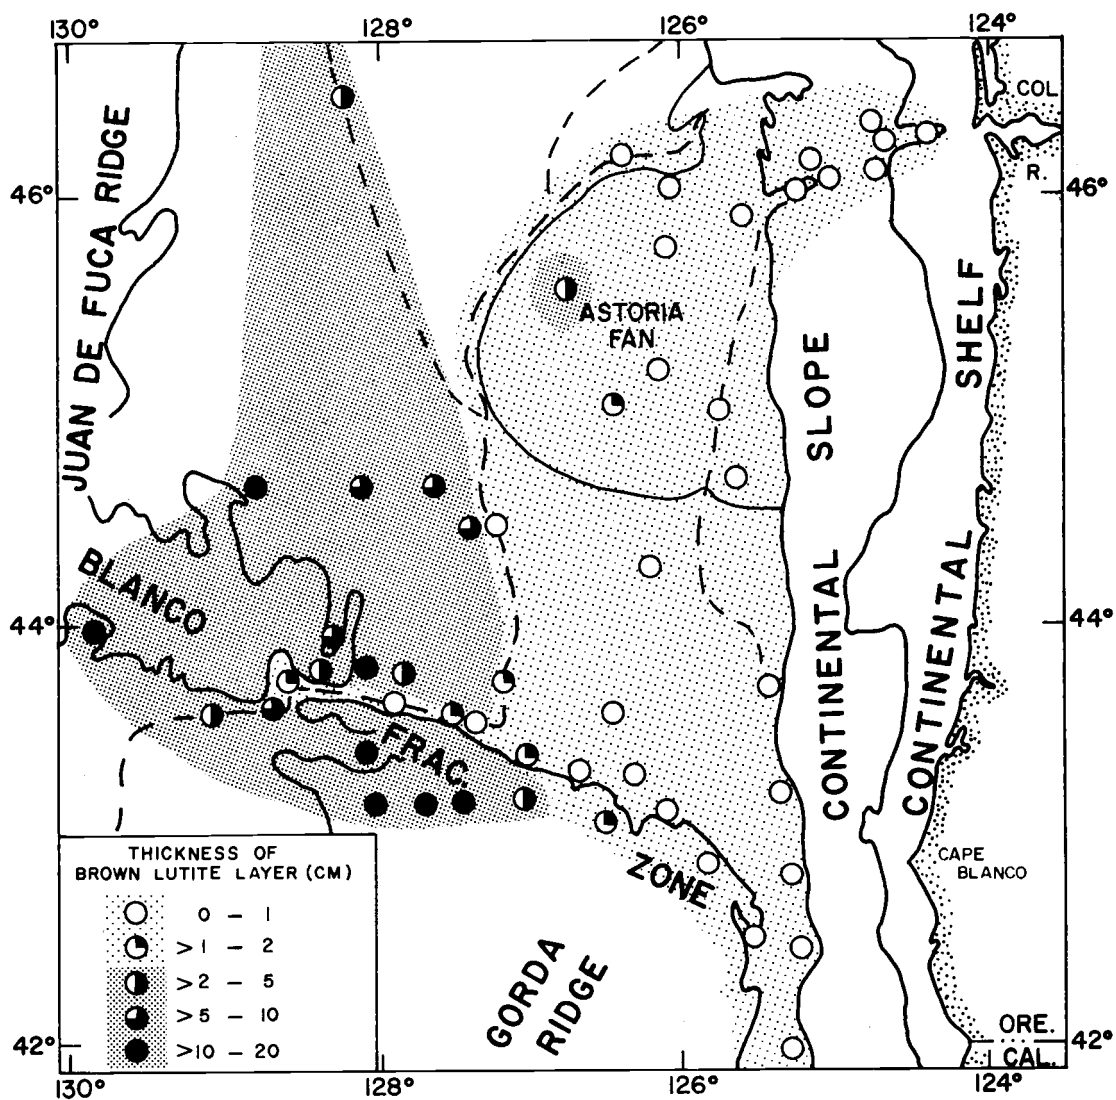 130°
128°
126°
124°
COL
R.
46°
46°
JUAN DE FUCA RIDGE
ASTORIA
FAN
SLOPE
SHELF
CONTINENTAL
CONTINENTAL
BLANCO
44°
44°
FRAC.
ZONE
CAPE
BLANCO
GORDA
RIDGE
THICKNESS OF
BROWN LUTITE LAYER (CM)
0 – 1
>1 – 2
>2 – 5
>5 – 10
>10 – 20
ORE.
CAL.
42°
42°
130°
128°
126°
124°